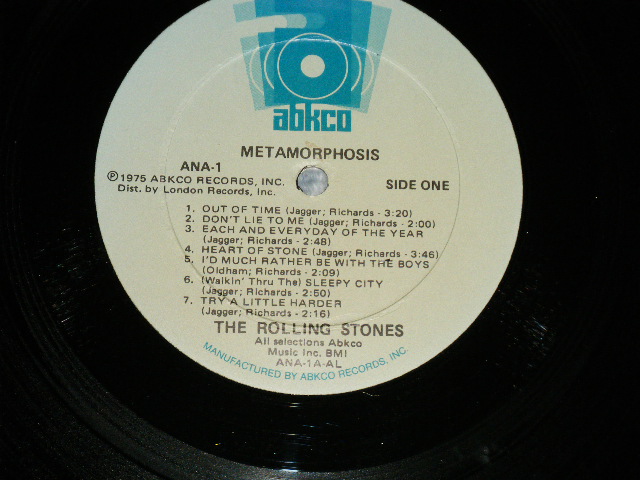 abkco
METAMORPHOSIS
ANA-1
℗1975 ABKCO RECORDS, INC.
Dist. by London Records, Inc.
SIDE ONE
1. OUT OF TIME (Jagger; Richards - 3:20)
2. DON'T LIE TO ME (Jagger; Richards - 2:00)
3. EACH AND EVERYDAY OF THE YEAR
(Jagger; Richards - 2:48)
4. HEART OF STONE (Jagger; Richards - 3:46)
5. I'D MUCH RATHER BE WITH THE BOYS
(Oldham; Richards - 2:09)
6. (Walkin' Thru The) SLEEPY CITY
(Jagger; Richards - 2:50)
7. TRY A LITTLE HARDER
(Jagger; Richards - 2:16)
THE ROLLING STONES
All selections Abkco
Music Inc. BMI
ANA-1A-AL
MANUFACTURED BY ABKCO RECORDS, INC.